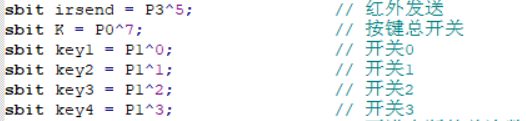 sbit irsend = P3^5; // 红外发送
sbit K = P0^7; // 按键总开关
sbit key1 = P1^0; // 开关0
sbit key2 = P1^1; // 开关1
sbit key3 = P1^2; // 开关2
sbit key4 = P1^3; // 开关3